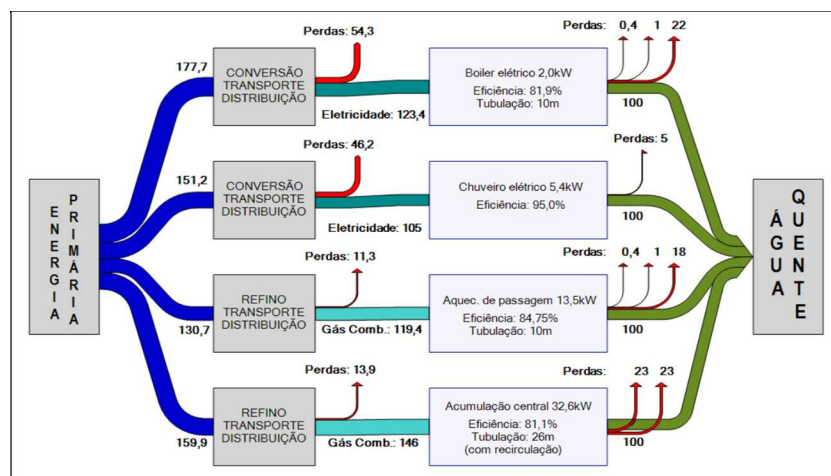 ENERGIA
PRIMÁRIA
177,7
CONVERSÃO
TRANSPORTE
DISTRIBUIÇÃO
Perdas: 54,3
Eletricidade: 123,4
Boiler elétrico 2,0kW
Eficiência: 81,9%
Tubulação: 10m
Perdas: 0,4 1 22
100
151,2
CONVERSÃO
TRANSPORTE
DISTRIBUIÇÃO
Perdas: 46,2
Eletricidade: 105
Chuveiro elétrico 5,4kW
Eficiência: 95,0%
Perdas: 5
100
130,7
REFINO
TRANSPORTE
DISTRIBUIÇÃO
Perdas: 11,3
Gás Comb.: 119,4
Aquec. de passagem 13,5kW
Eficiência: 84,75%
Tubulação: 10m
Perdas: 0,4 1 18
100
159,9
REFINO
TRANSPORTE
DISTRIBUIÇÃO
Perdas: 13,9
Gás Comb.: 146
Acumulação central 32,6kW
Eficiência: 81,1%
Tubulação: 26m
(com recirculação)
Perdas: 23 23
100
ÁGUA
QUENTE